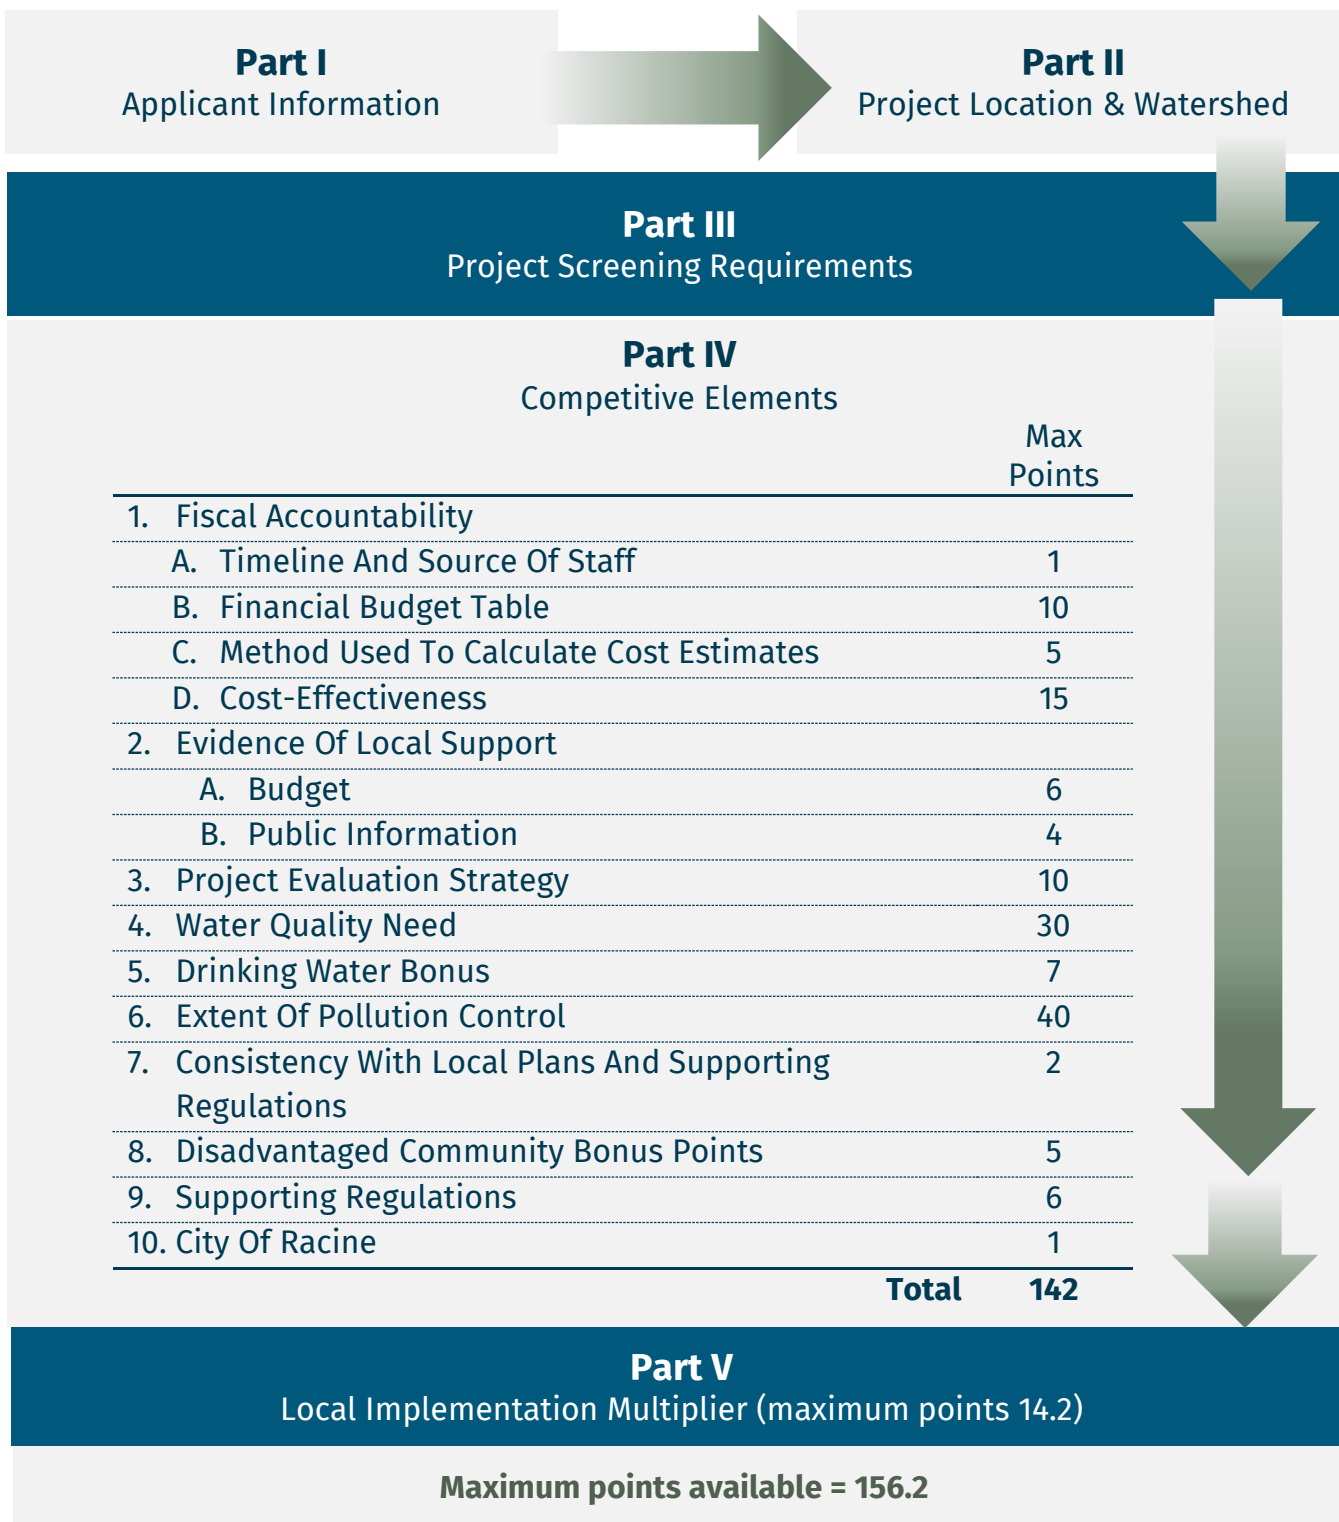 Part I
Applicant Information
Part II
Project Location & Watershed
Part III
Project Screening Requirements
Part IV
Competitive Elements
Max
Points
1. Fiscal Accountability
A. Timeline And Source Of Staff 1
B. Financial Budget Table 10
C. Method Used To Calculate Cost Estimates 5
D. Cost-Effectiveness 15
2. Evidence Of Local Support
A. Budget 6
B. Public Information 4
3. Project Evaluation Strategy 10
4. Water Quality Need 30
5. Drinking Water Bonus 7
6. Extent Of Pollution Control 40
7. Consistency With Local Plans And Supporting 2
Regulations
8. Disadvantaged Community Bonus Points 5
9. Supporting Regulations 6
10. City Of Racine 1
Total 142
Part V
Local Implementation Multiplier (maximum points 14.2)
Maximum points available = 156.2